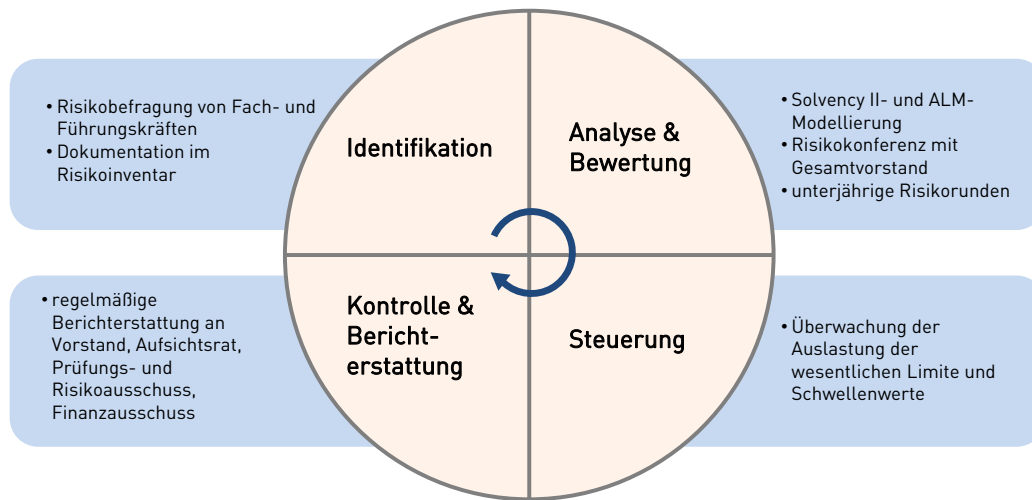 • Risikobefragung von Fach- und
Führungskräften
• Dokumentation im
Risikoinventar
Identifikation
Analyse &
Bewertung
• Solvency II- und ALM-
Modellierung
• Risikokonferenz mit
Gesamtvorstand
• unterjährige Risikorunden
• regelmäßige
Berichterstattung an
Vorstand, Aufsichtsrat,
Prüfungs- und
Risikoausschuss,
Finanzausschuss
Kontrolle &
Bericht-
erstattung
Steuerung
• Überwachung der
Auslastung der
wesentlichen Limite und
Schwellenwerte